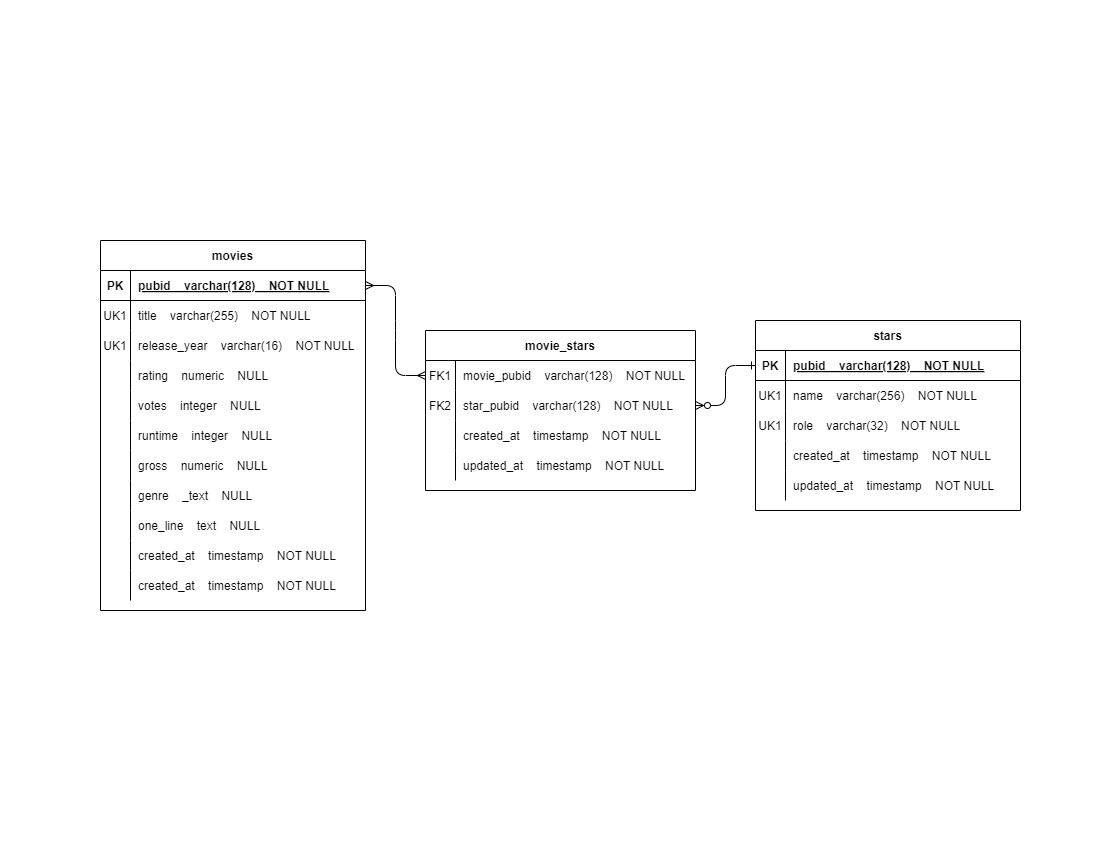 movies
PK pubid varchar(128) NOT NULL
UK1 title varchar(255) NOT NULL
UK1 release_year varchar(16) NOT NULL
rating numeric NULL
votes integer NULL
runtime integer NULL
gross numeric NULL
genre _text NULL
one_line text NULL
created_at timestamp NOT NULL
created_at timestamp NOT NULL
movie_stars
FK1 movie_pubid varchar(128) NOT NULL
FK2 star_pubid varchar(128) NOT NULL
created_at timestamp NOT NULL
updated_at timestamp NOT NULL
stars
PK pubid varchar(128) NOT NULL
UK1 name varchar(256) NOT NULL
UK1 role varchar(32) NOT NULL
created_at timestamp NOT NULL
updated_at timestamp NOT NULL